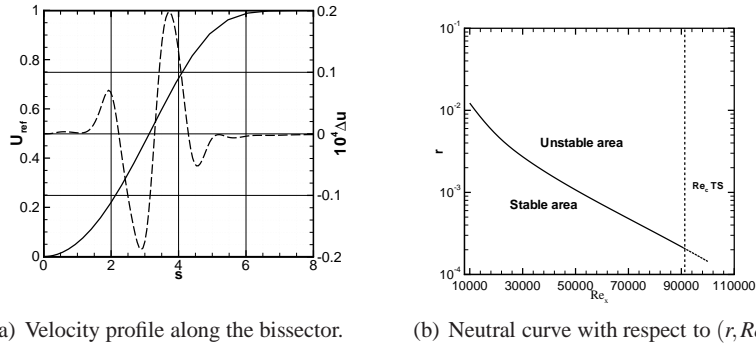 1
0.8
0.6
0.4
0.2
0
U_ref
0.2
0.1
0
-0.1
-0.2
10^4Δu
0 2 4 6 8
s
10^-1
10^-2
10^-3
10^-4
r
Unstable area
Stable area
Re_c TS
10000 30000 50000 70000 90000 110000
Re_x
a) Velocity profile along the bissector.
(b) Neutral curve with respect to (r, Re